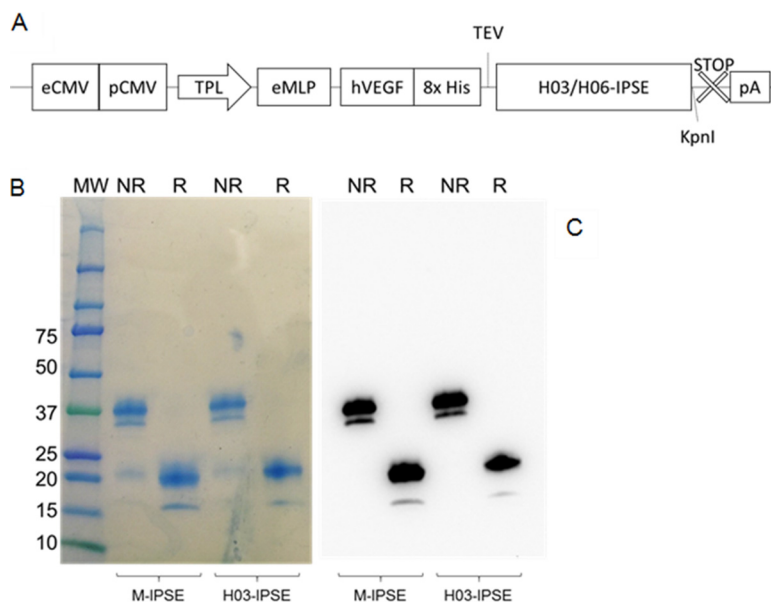 A
TEV
eCMV pCMV TPL eMLP hVEGF 8x His H03/H06-IPSE STOP pA
KpnI
B MW NR R NR R NR R NR R
C
75
50
37
25
20
15
10
M-IPSE H03-IPSE M-IPSE H03-IPSE